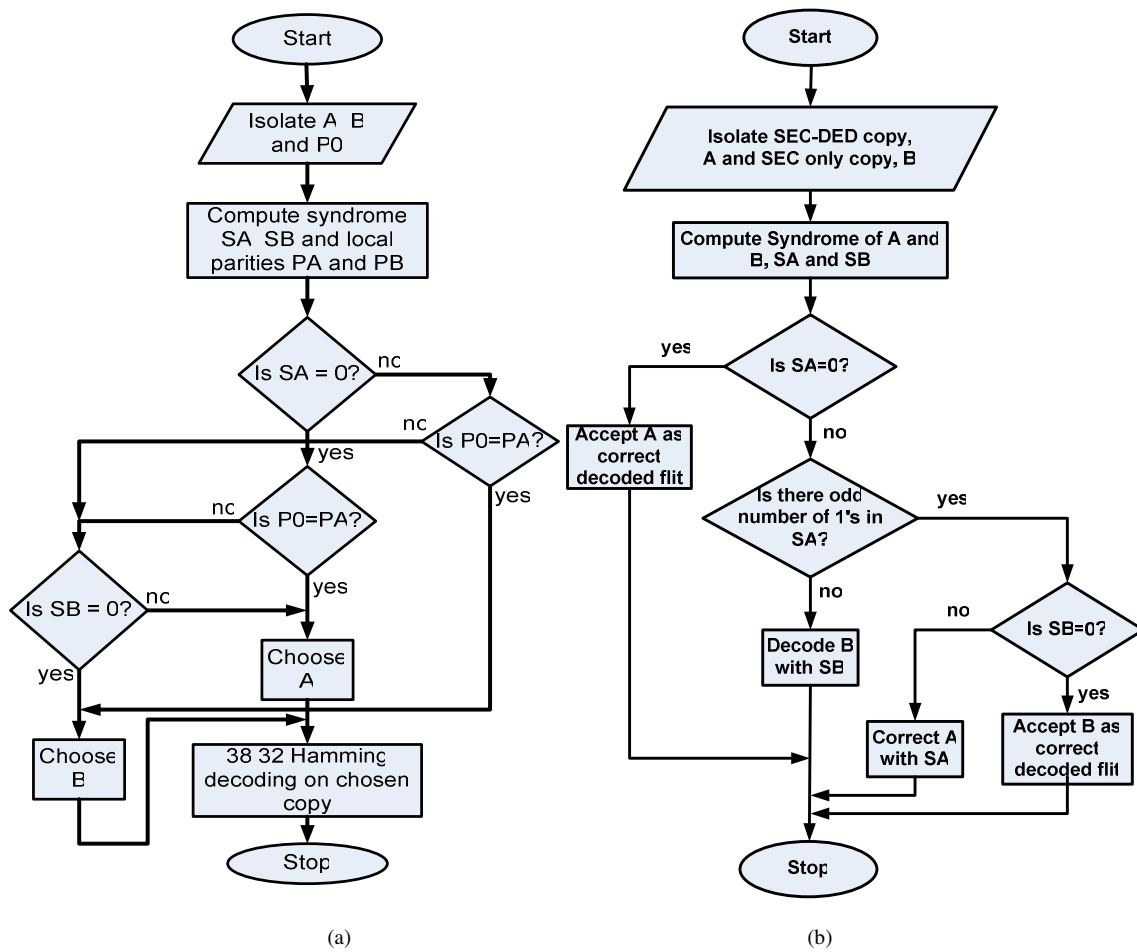 Start
Isolate A B
and P0
Compute syndrome
SA SB and local
parities PA and PB
Is SA = 0?
nc
yes
Is P0=PA?
nc
yes
Is P0=PA?
nc
yes
Is SB = 0?
nc
yes
Choose
A
Choose
B
38 32 Hamming
decoding on chosen
copy
Stop
(a)
Start
Isolate SEC-DED copy,
A and SEC only copy, B
Compute Syndrome of A and
B, SA and SB
Is SA=0?
yes
no
Accept A as
correct
decoded flit
Is there odd
number of 1's in
SA?
yes
no
Decode B
with SB
Is SB=0?
no
yes
Correct A
with SA
Accept B as
correct
decoded flit
Stop
(b)